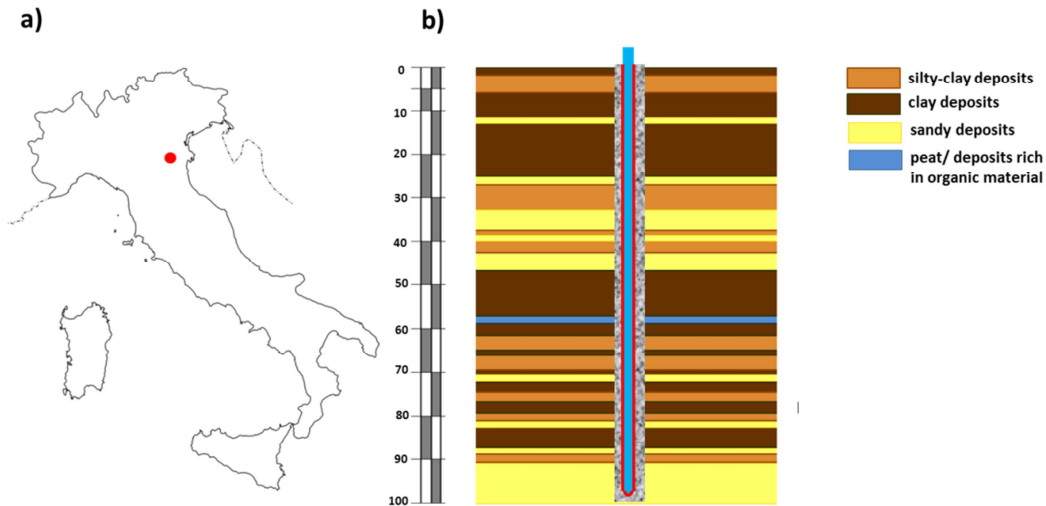 a)
b)
0
10
20
30
40
50
60
70
80
90
100
silty-clay deposits
clay deposits
sandy deposits
peat/ deposits rich
in organic material